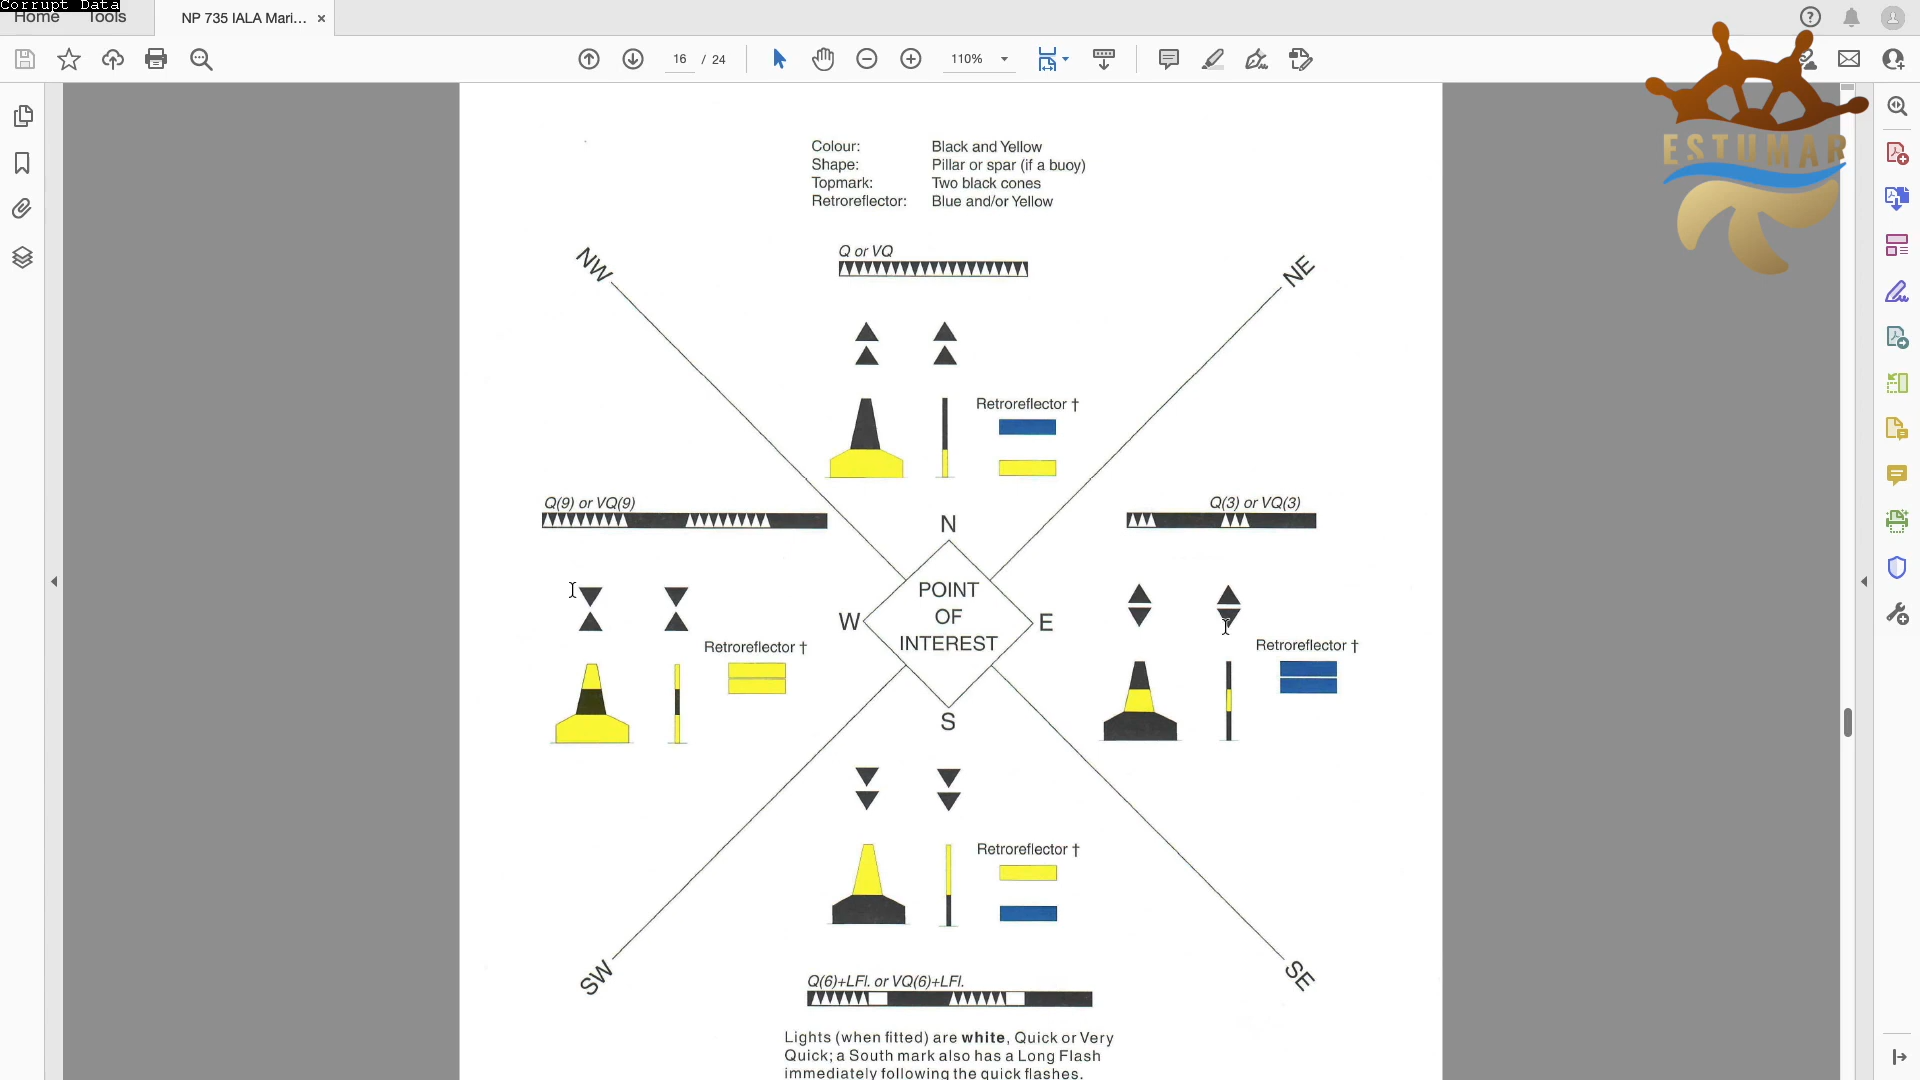 Corrupt Data
Home
Tools
NP 735 IALA Mari... ×
16 / 24
110%
ESTUMAR
Colour: Black and Yellow
Shape: Pillar or spar (if a buoy)
Topmark: Two black cones
Retroreflector: Blue and/or Yellow
Q or VQ
NW
NE
Retroreflector †
Q(9) or VQ(9)
Q(3) or VQ(3)
N
POINT
OF
INTEREST
W
E
Retroreflector †
Retroreflector †
S
Retroreflector †
SW
SE
Q(6)+LFl. or VQ(6)+LFl.
Lights (when fitted) are white, Quick or Very
Quick; a South mark also has a Long Flash
immediately following the quick flashes.